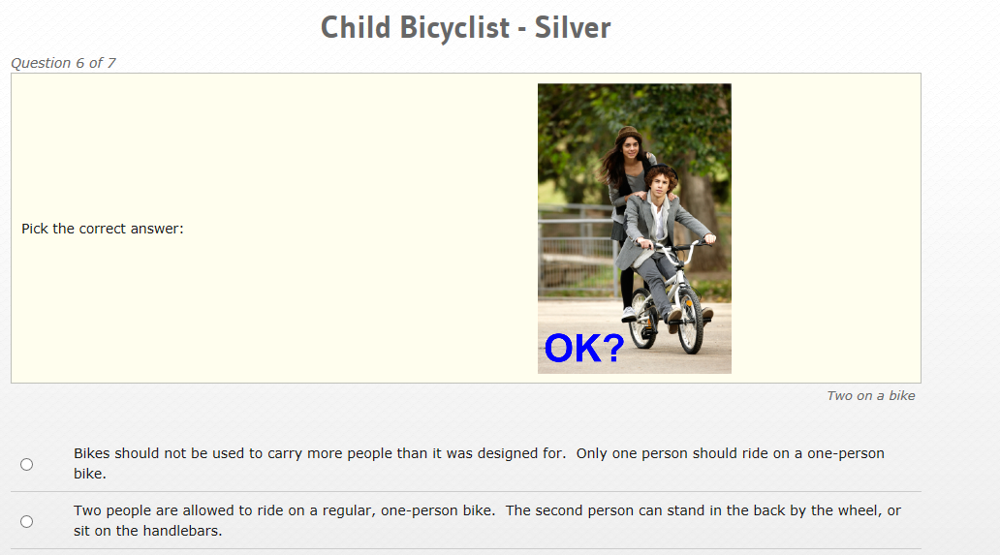 Child Bicyclist - Silver
Question 6 of 7
Pick the correct answer:
OK?
Two on a bike
Bikes should not be used to carry more people than it was designed for.  Only one person should ride on a one-person
bike.
Two people are allowed to ride on a regular, one-person bike.  The second person can stand in the back by the wheel, or
sit on the handlebars.